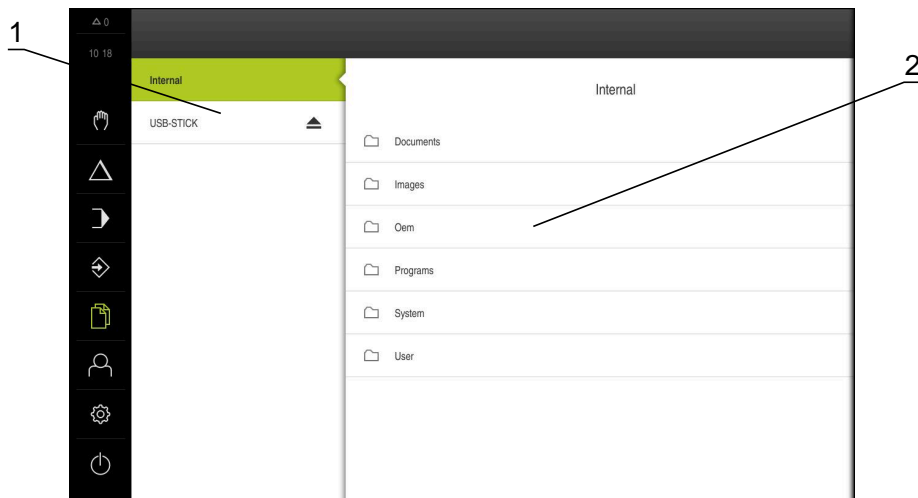 1
△ 0
10 18
2
Internal
USB-STICK
Internal
Documents
Images
Oem
Programs
System
User